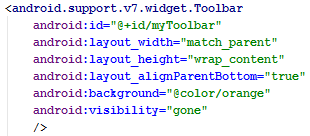 <android.support.v7.widget.Toolbar
android:id="@+id/myToolbar"
android:layout_width="match_parent"
android:layout_height="wrap_content"
android:layout_alignParentBottom="true"
android:background="@color/orange"
android:visibility="gone"
/>